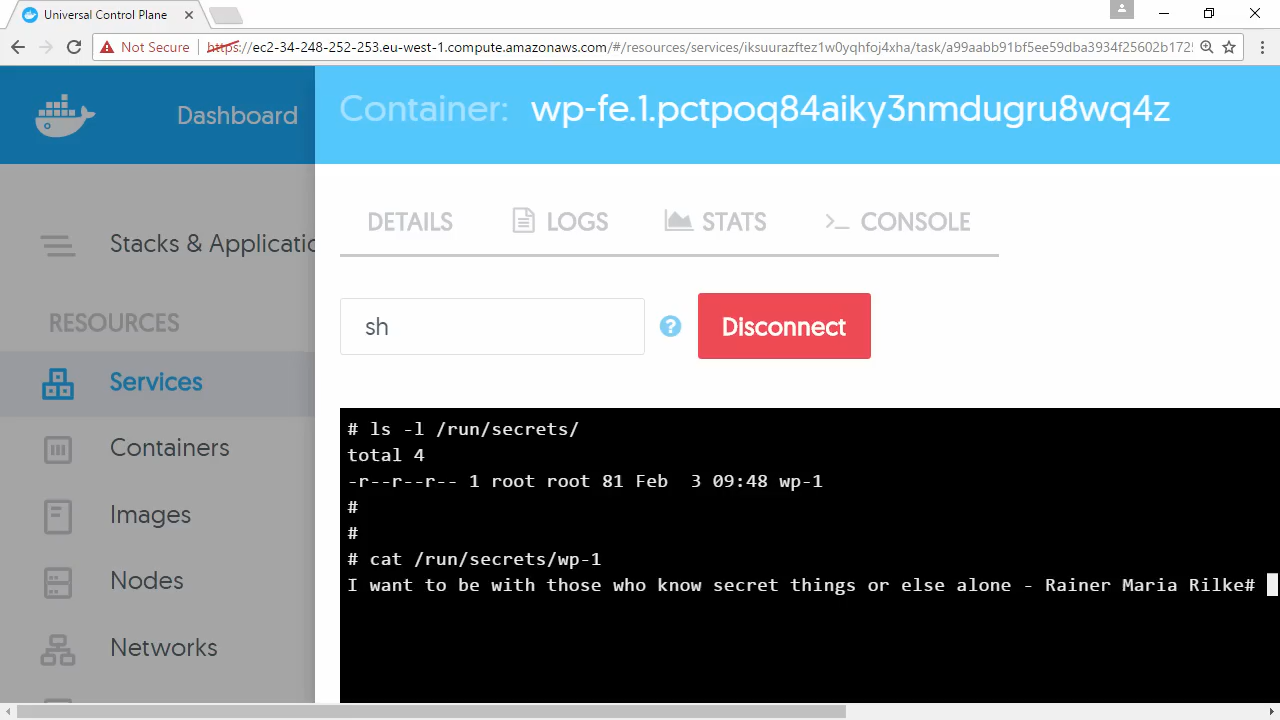 Universal Control Plane
Not Secure https://ec2-34-248-252-253.eu-west-1.compute.amazonaws.com/#/resources/services/iksuuazftez1w0yqhfoj4xha/task/a99aabb91bf5ee59dba3934f25602b172
Dashboard
Container: wp-fe.1.pctpoq84aiky3nmdugru8wq4z
DETAILS LOGS STATS >_ CONSOLE
Stacks & Applicatio
sh ? Disconnect
RESOURCES
Services
Containers
Images
Nodes
Networks
# ls -l /run/secrets/
total 4
-r--r--r-- 1 root root 81 Feb  3 09:48 wp-1
#
#
# cat /run/secrets/wp-1
I want to be with those who know secret things or else alone - Rainer Maria Rilke#